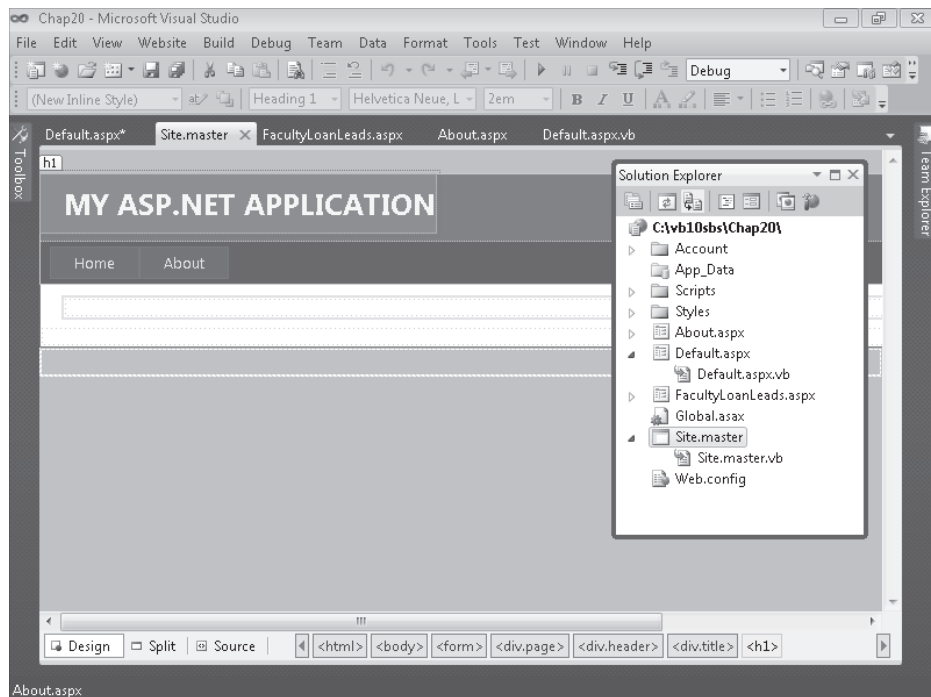 Chap20 - Microsoft Visual Studio
File Edit View Website Build Debug Team Data Format Tools Test Window Help
Debug
(New Inline Style) Heading 1 Helvetica Neue, L 2em B I U A
Default.aspx* Site.master FacultyLoanLeads.aspx About.aspx Default.aspx.vb
Toolbox
Team Explorer
h1
MY ASP.NET APPLICATION
Home About
Solution Explorer
C:\vb10sbs\Chap20\
Account
App_Data
Scripts
Styles
About.aspx
Default.aspx
Default.aspx.vb
FacultyLoanLeads.aspx
Global.asax
Site.master
Site.master.vb
Web.config
Design Split Source <html> <body> <form> <div.page> <div.header> <div.title> <h1>
About.aspx